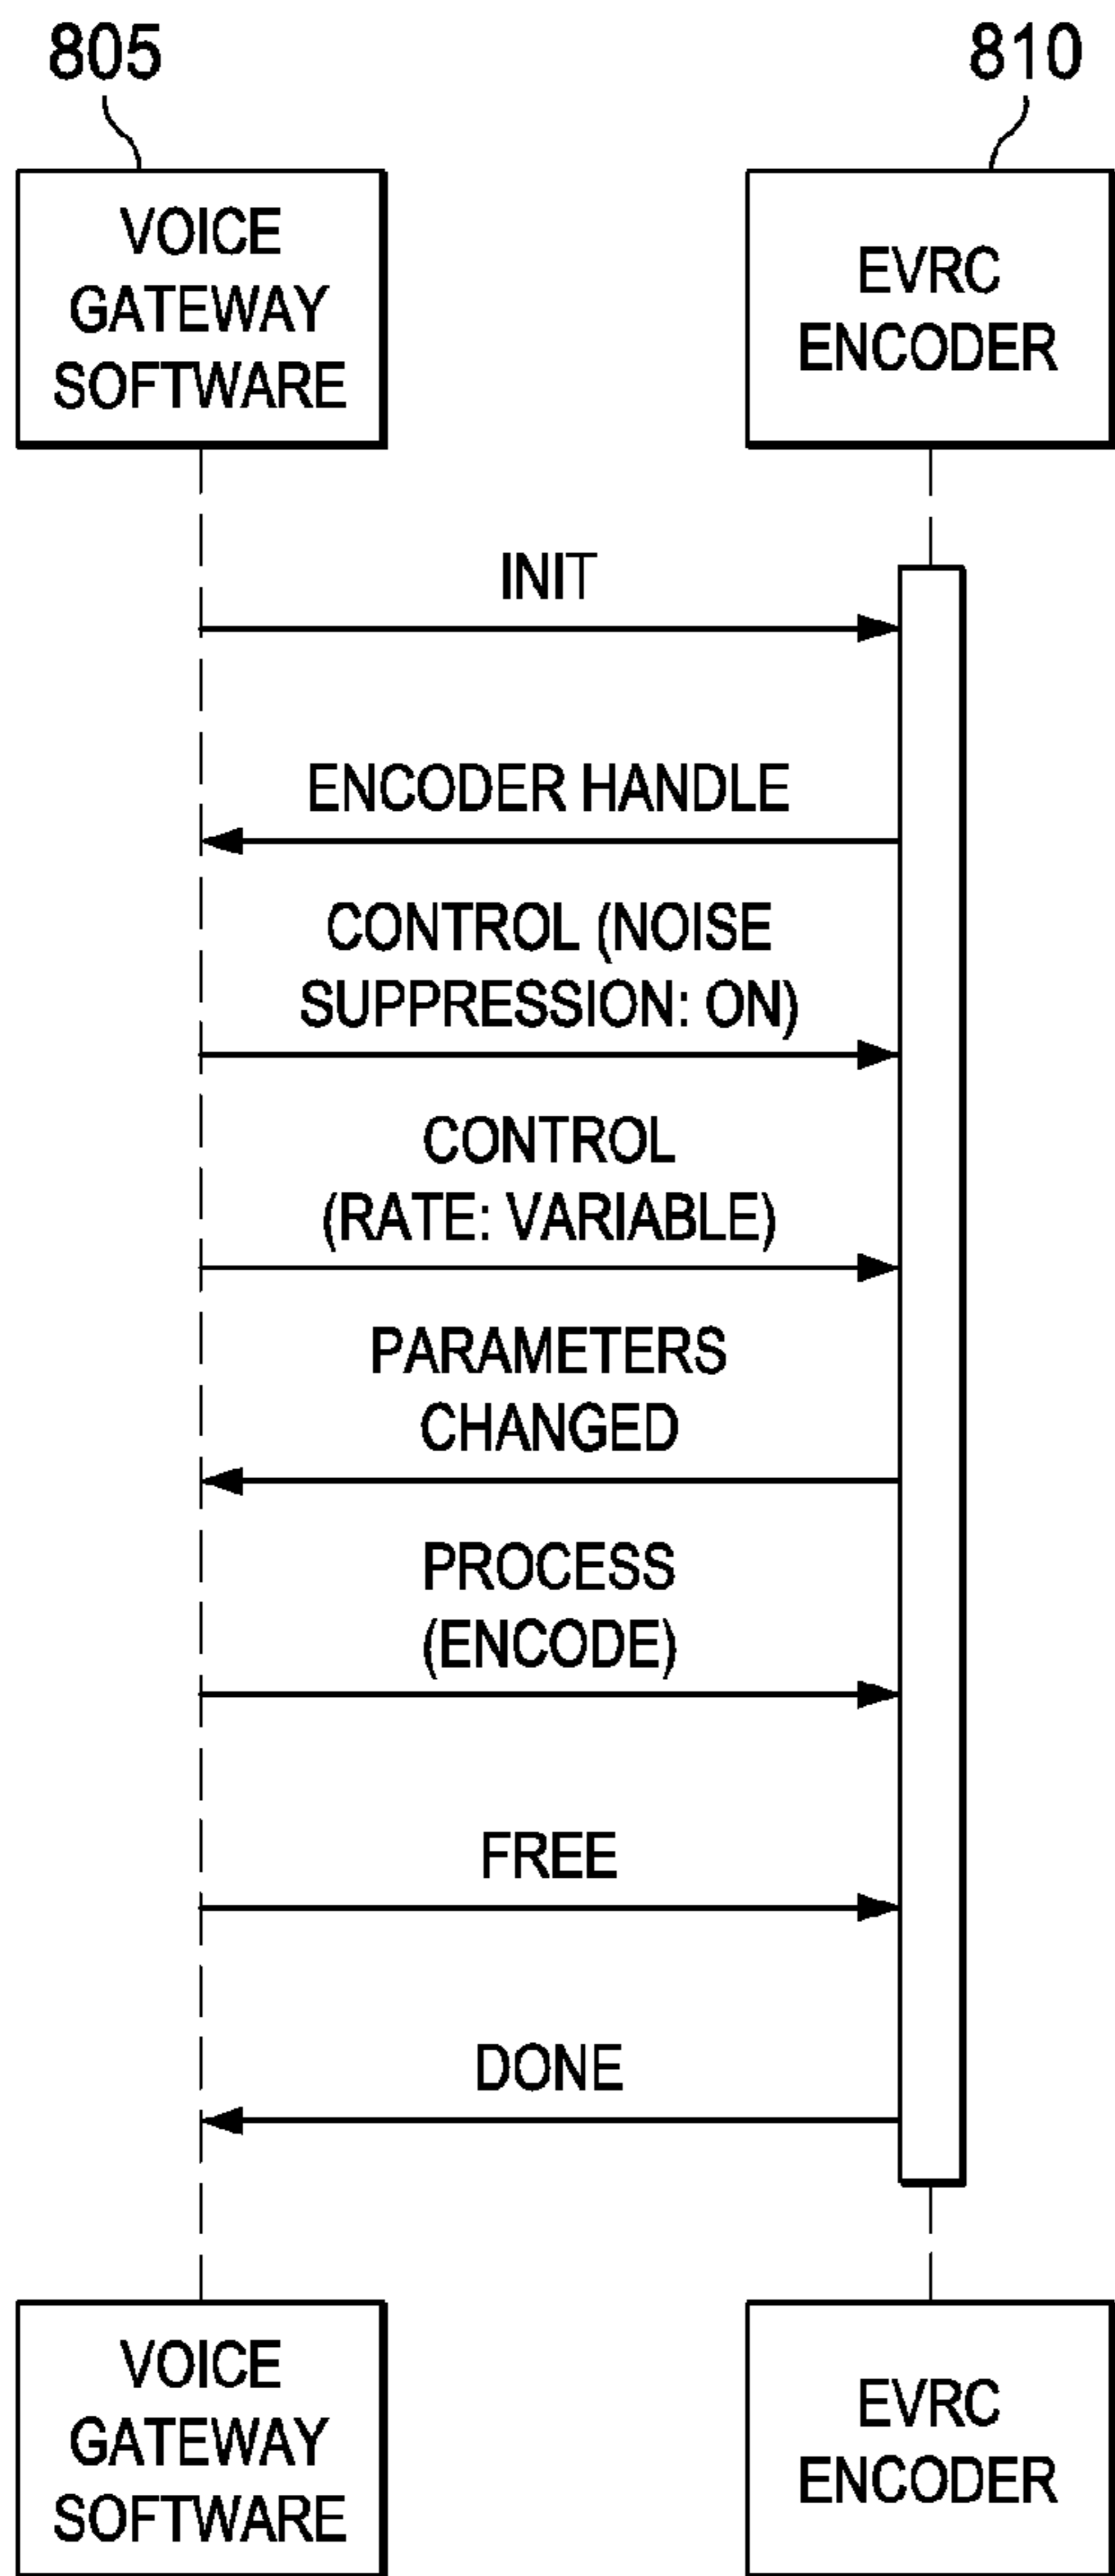 805
810
VOICE
GATEWAY
SOFTWARE
EVRC
ENCODER
INIT
ENCODER HANDLE
CONTROL (NOISE
SUPPRESSION: ON)
CONTROL
(RATE: VARIABLE)
PARAMETERS
CHANGED
PROCESS
(ENCODE)
FREE
DONE
VOICE
GATEWAY
SOFTWARE
EVRC
ENCODER